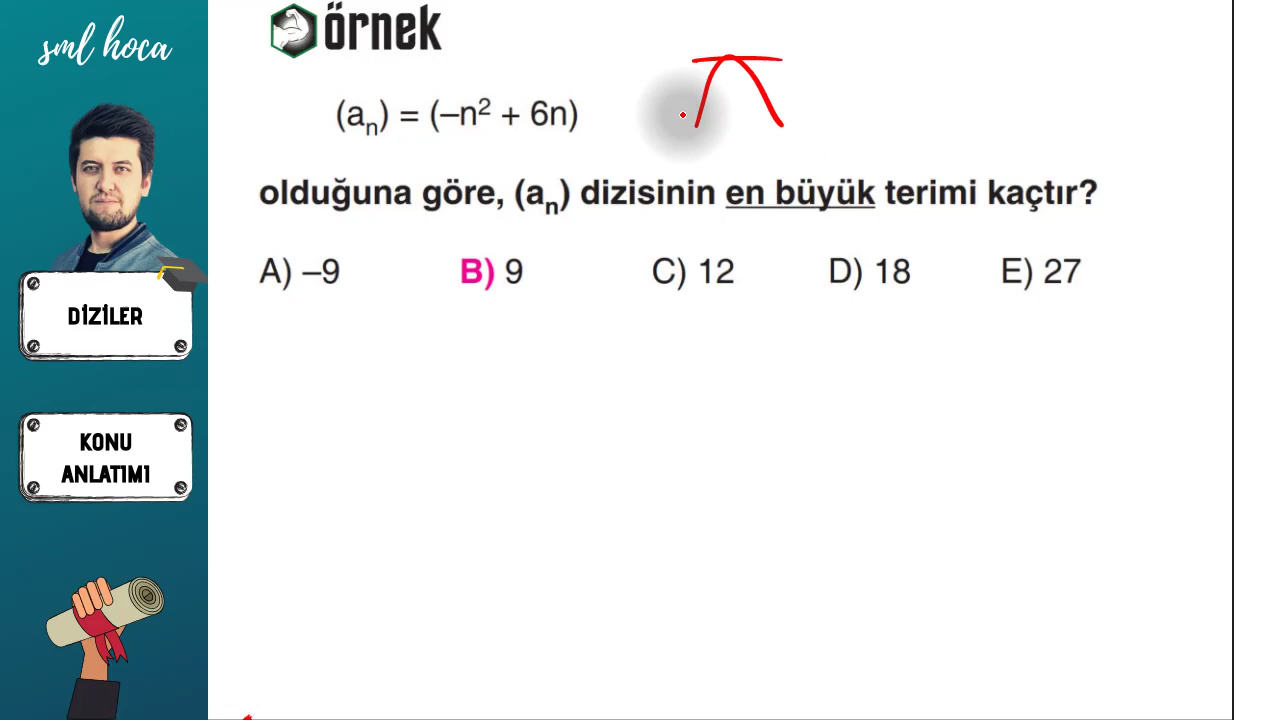 sml hoca
örnek
(aₙ) = (–n² + 6n)
olduğuna göre, (aₙ) dizisinin en büyük terimi kaçtır?
A) –9 B) 9 C) 12 D) 18 E) 27
DİZİLER
KONU
ANLATIMI